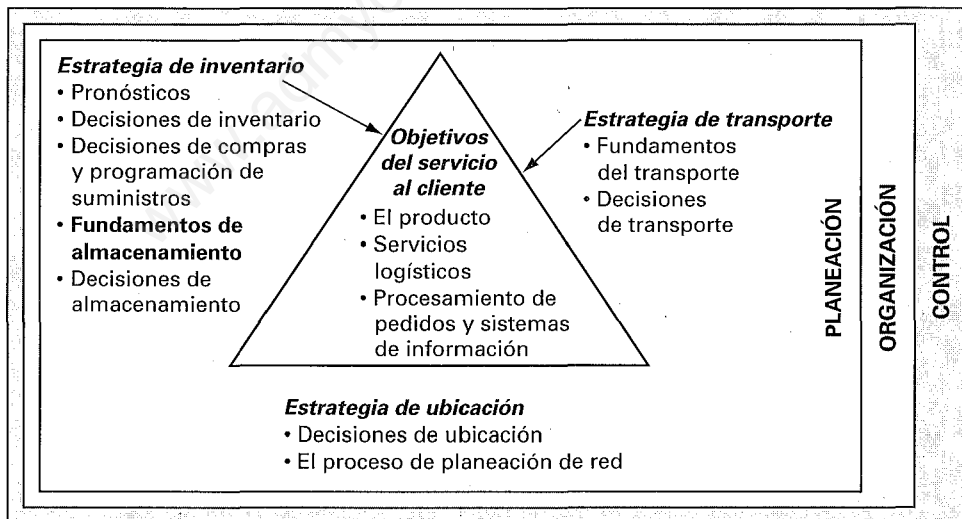 Estrategia de inventario
• Pronósticos
• Decisiones de inventario
• Decisiones de compras
y programación de
suministros
• Fundamentos de
almacenamiento
• Decisiones de
almacenamiento
Objetivos
del servicio
al cliente
• El producto
• Servicios
logísticos
• Procesamiento de
pedidos y sistemas
de información
Estrategia de transporte
• Fundamentos
del transporte
• Decisiones
de transporte
Estrategia de ubicación
• Decisiones de ubicación
• El proceso de planeación de red
PLANEACIÓN
ORGANIZACIÓN
CONTROL